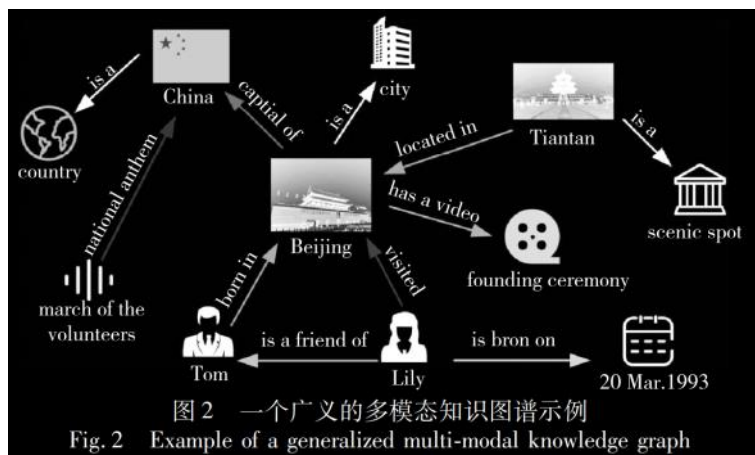 is a
China
captial of
is a
city
country
national anthem
located in
Tiantan
is a
Beijing
has a video
scenic spot
founding ceremony
march of the
volunteers
born in
visited
Tom
is a friend of
Lily
is bron on
20 Mar.1993
图 2 一个广义的多模态知识图谱示例
Fig. 2 Example of a generalized multi-modal knowledge graph